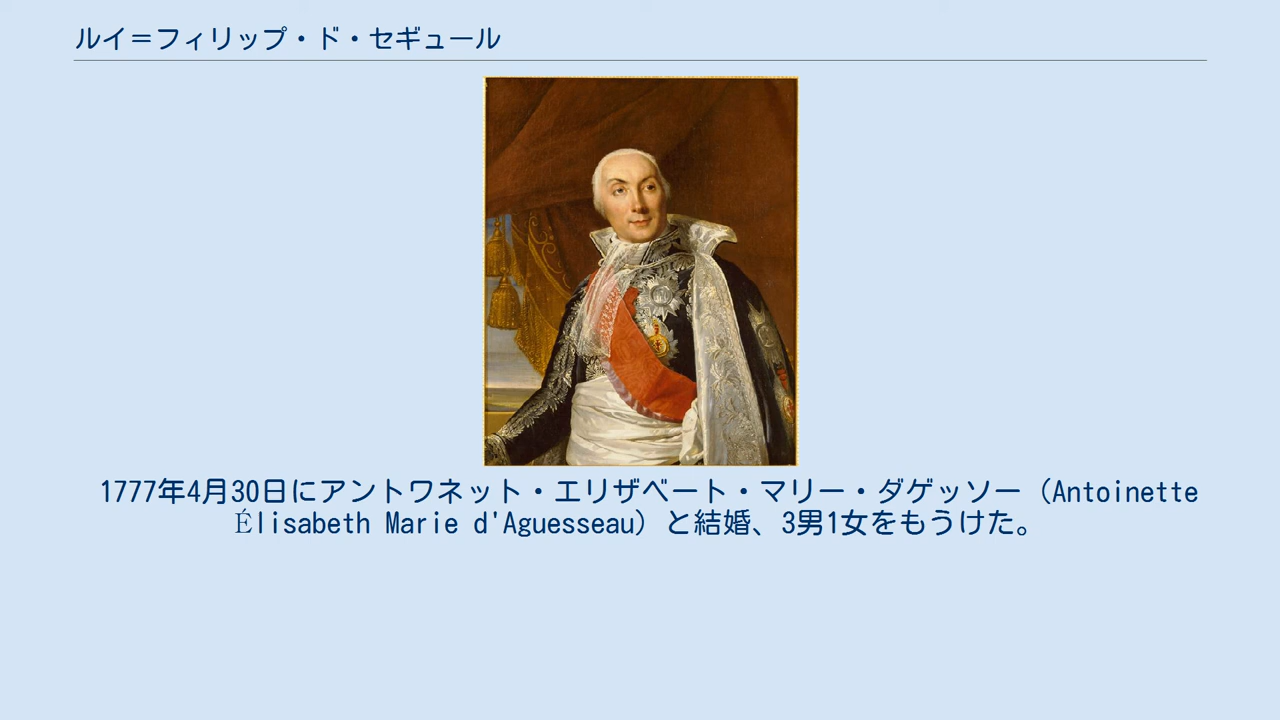 ルイ＝フィリップ・ド・セギュール
1777年4月30日にアントワネット・エリザベート・マリー・ダゲッソー（Antoinette
Élisabeth Marie d'Aguesseau）と結婚、3男1女をもうけた。